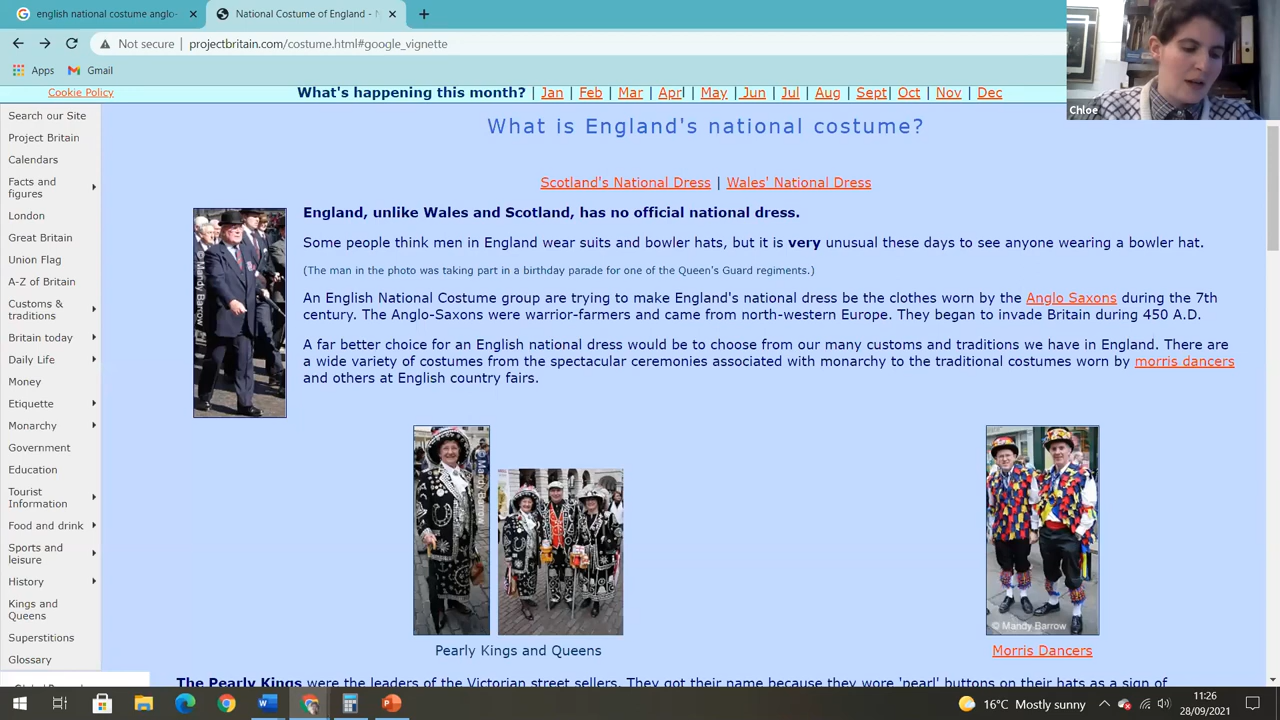 english national costume anglo-
National Costume of England -
Not secure | projectbritain.com/costume.html#google_vignette
Apps
Gmail
Chloe
Cookie Policy
What's happening this month? | Jan | Feb | Mar | Apr| | May | Jun | Jul | Aug | Sept| Oct | Nov | Dec
Search our Site
Project Britain
Calendars
Facts and
figures
London
Great Britain
Union Flag
A-Z of Britain
Customs &
traditions
Britain today
Daily Life
Money
Etiquette
Monarchy
Government
Education
Tourist
Information
Food and drink
Sports and
leisure
History
Kings and
Queens
Superstitions
Glossary
What is England's national costume?
Scotland's National Dress | Wales' National Dress
England, unlike Wales and Scotland, has no official national dress.
Some people think men in England wear suits and bowler hats, but it is very unusual these days to see anyone wearing a bowler hat.
(The man in the photo was taking part in a birthday parade for one of the Queen's Guard regiments.)
An English National Costume group are trying to make England's national dress be the clothes worn by the Anglo Saxons during the 7th
century. The Anglo-Saxons were warrior-farmers and came from north-western Europe. They began to invade Britain during 450 A.D.
A far better choice for an English national dress would be to choose from our many customs and traditions we have in England. There are
a wide variety of costumes from the spectacular ceremonies associated with monarchy to the traditional costumes worn by morris dancers
and others at English country fairs.
© Mandy Barrow
© Mandy Barrow
Pearly Kings and Queens
Morris Dancers
The Pearly Kings were the leaders of the Victorian street sellers. They got their name because they wore 'pearl' buttons on their hats as a sign of
16°C Mostly sunny
11:26
28/09/2021